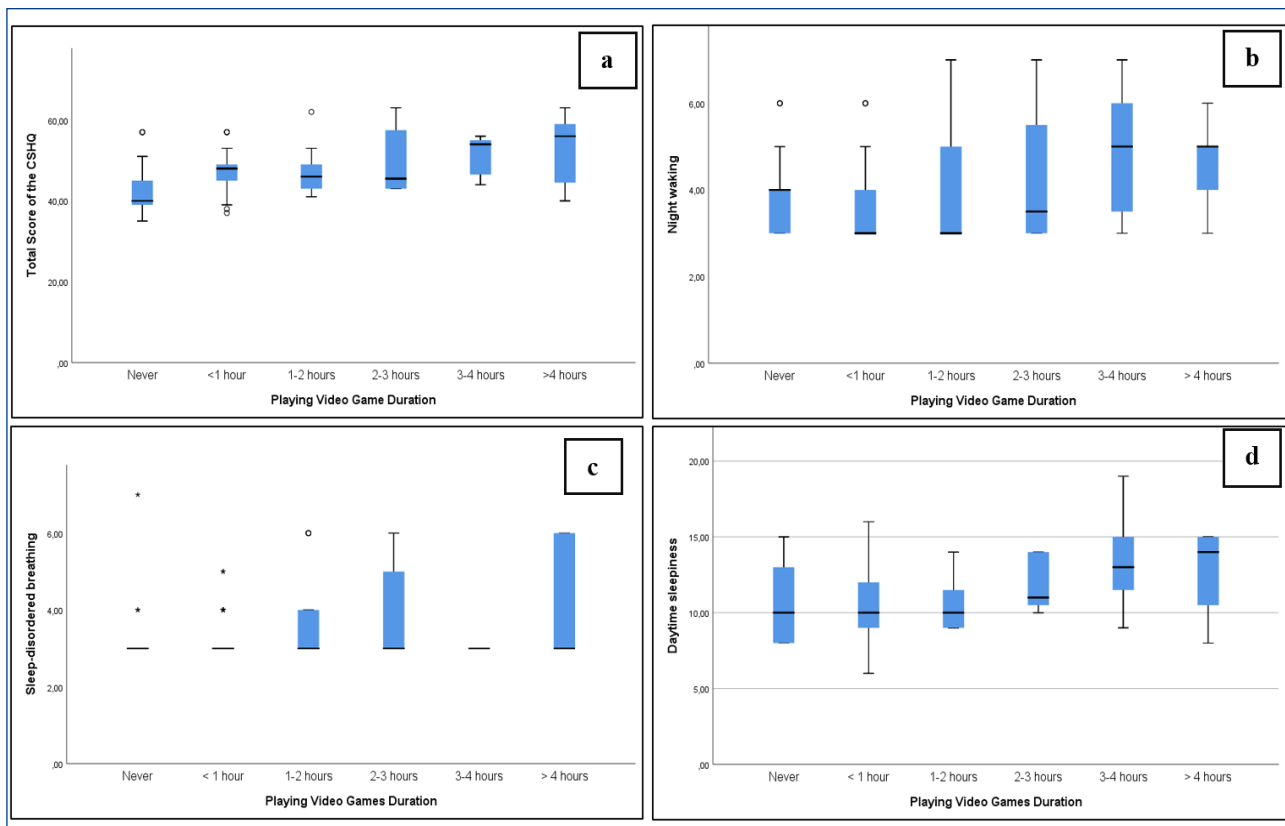 a
Total Score of the CSHQ
60,00
40,00
20,00
,00
Never <1 hour 1-2 hours 2-3 hours 3-4 hours >4 hours
Playing Video Game Duration
b
Night waking
6,00
4,00
2,00
,00
Never <1 hour 1-2 hours 2-3 hours 3-4 hours > 4 hours
Playing Video Game Duration
c
Sleep-disordered breathing
6,00
4,00
2,00
,00
Never < 1 hour 1-2 hours 2-3 hours 3-4 hours > 4 hours
Playing Video Games Duration
d
Daytime sleepiness
20,00
15,00
10,00
5,00
,00
Never < 1 hour 1-2 hours 2-3 hours 3-4 hours > 4 hours
Playing Video Games Duration